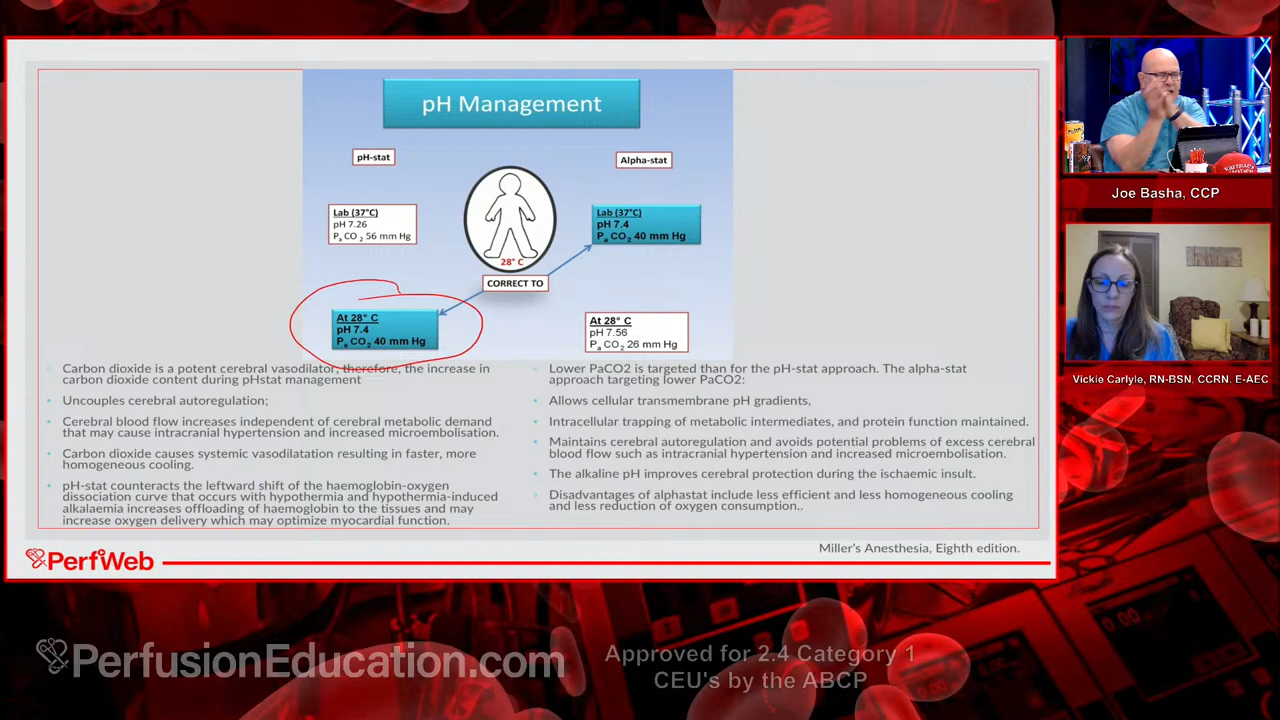 pH Management
pH-stat
Alpha-stat
Lab (37°C)
pH 7.26
Pa CO2 56 mm Hg
Lab (37°C)
pH 7.4
Pa CO2 40 mm Hg
28° C
CORRECT TO
At 28° C
pH 7.4
Pa CO2 40 mm Hg
At 28° C
pH 7.56
Pa CO2 26 mm Hg
Carbon dioxide is a potent cerebral vasodilator, therefore, the increase in
carbon dioxide content during pHstat management
Uncouples cerebral autoregulation;
Cerebral blood flow increases independent of cerebral metabolic demand
that may cause intracranial hypertension and increased microembolisation.
Carbon dioxide causes systemic vasodilatation resulting in faster, more
homogeneous cooling.
pH-stat counteracts the leftward shift of the haemoglobin-oxygen
dissociation curve that occurs with hypothermia and hypothermia-induced
alkalaemia increases offloading of haemoglobin to the tissues and may
increase oxygen delivery which may optimize myocardial function.
Lower PaCO2 is targeted than for the pH-stat approach. The alpha-stat
approach targeting lower PaCO2:
Allows cellular transmembrane pH gradients,
Intracellular trapping of metabolic intermediates, and protein function maintained.
Maintains cerebral autoregulation and avoids potential problems of excess cerebral
blood flow such as intracranial hypertension and increased microembolisation.
The alkaline pH improves cerebral protection during the ischaemic insult.
Disadvantages of alphastat include less efficient and less homogeneous cooling
and less reduction of oxygen consumption..
Miller's Anesthesia, Eighth edition.
PerfWeb
Joe Basha, CCP
Vickie Carlyle, RN-BSN, CCRN, E-AEC
PerfusionEducation.com
Approved for 2.4 Category 1
CEU's by the ABCP